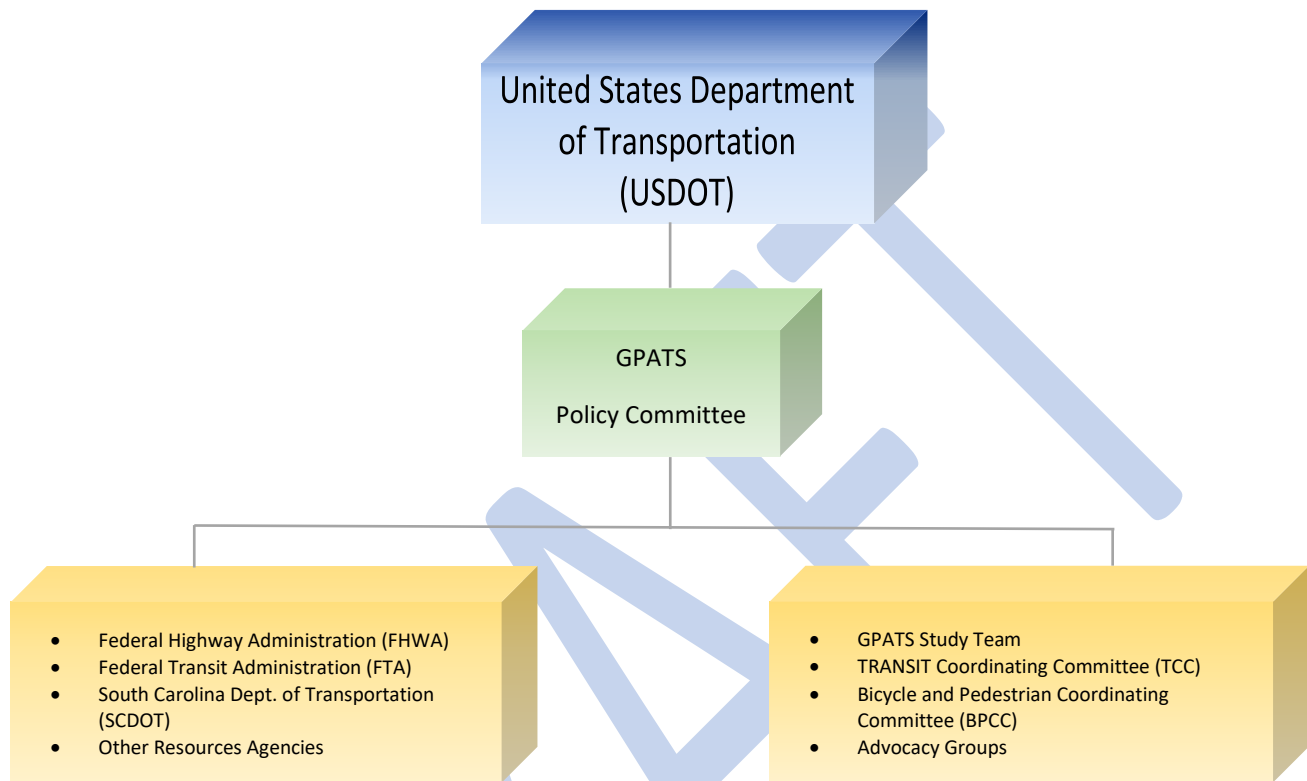 United States Department
of Transportation
(USDOT)
GPATS
Policy Committee
• Federal Highway Administration (FHWA)
• Federal Transit Administration (FTA)
• South Carolina Dept. of Transportation
(SCDOT)
• Other Resources Agencies
• GPATS Study Team
• TRANSIT Coordinating Committee (TCC)
• Bicycle and Pedestrian Coordinating
Committee (BPCC)
• Advocacy Groups